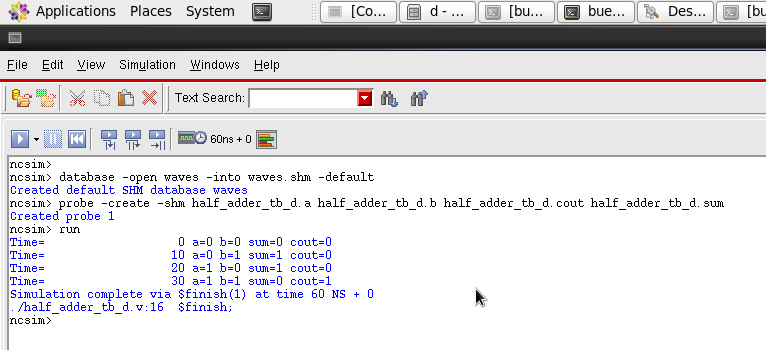 Applications Places System [Co... d - ... [bu... bue... Des... [bu
File Edit View Simulation Windows Help
Text Search:
60ns + 0
ncsim>
ncsim> database -open waves -into waves.shm -default
Created default SHM database waves
ncsim> probe -create -shm half_adder_tb_d.a half_adder_tb_d.b half_adder_tb_d.cout half_adder_tb_d.sum
Created probe 1
ncsim> run
Time=                   0 a=0 b=0 sum=0 cout=0
Time=                  10 a=0 b=1 sum=1 cout=0
Time=                  20 a=1 b=0 sum=1 cout=0
Time=                  30 a=1 b=1 sum=0 cout=1
Simulation complete via $finish(1) at time 60 NS + 0
./half_adder_tb_d.v:16  $finish;
ncsim>